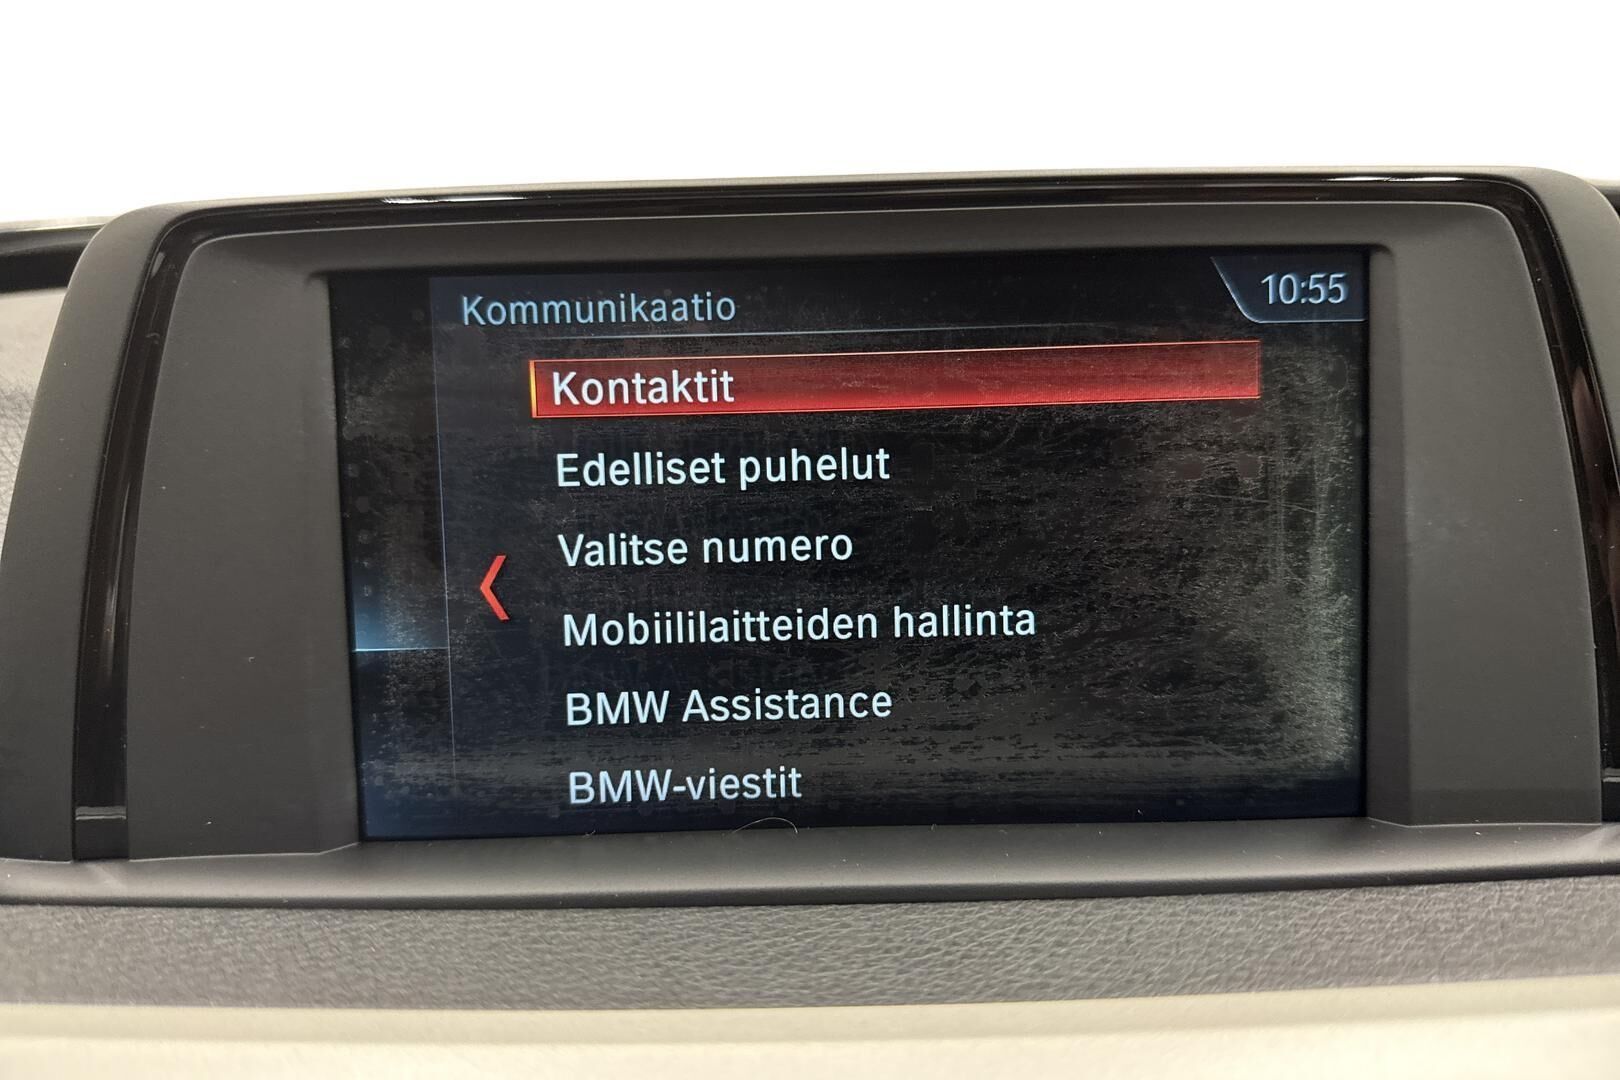 Kommunikaatio
10:55
Kontaktit
Edelliset puhelut
Valitse numero
Mobiililaitteiden hallinta
BMW Assistance
BMW-viestit